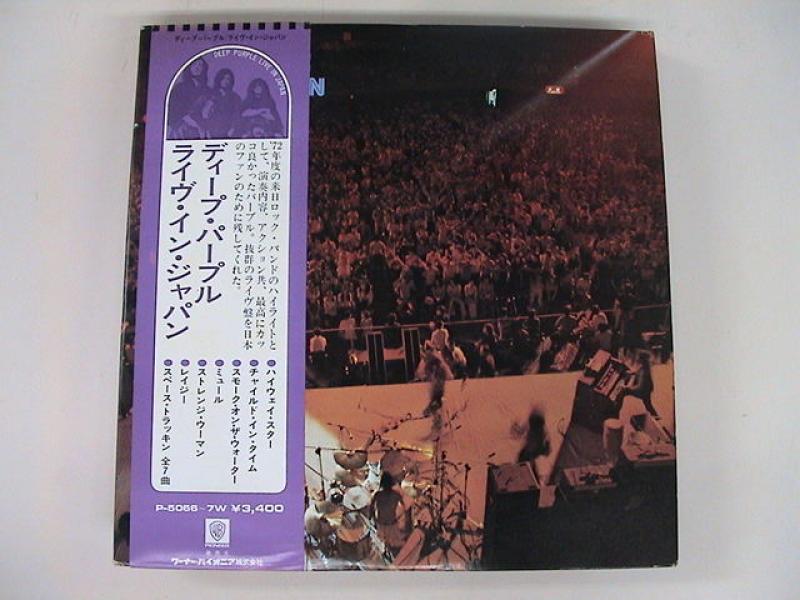 ディープ・パープル/ライヴ・イン・ジャパン
DEEP PURPLE LIVE IN JAPAN
N
'72年度の来日ロック・バンドのハイライトと
して、演奏内容、アクション共、最高にカッ
コ良かったパープル。抜群のライヴ盤を日本
のファンのために残してくれた。
ディープ・パープル
ライヴ・イン・ジャパン
●ハイウェイ・スター
●チャイルド・イン・タイム
●スモーク・オン・ザ・ウォーター
●ミュール
●ストレンジ・ウーマン
●レイジー
●スペース・トラッキン 全7曲
P-5066~7W ¥3,400
WB
PIONEER
発売元
ワーナー・パイオニア株式会社